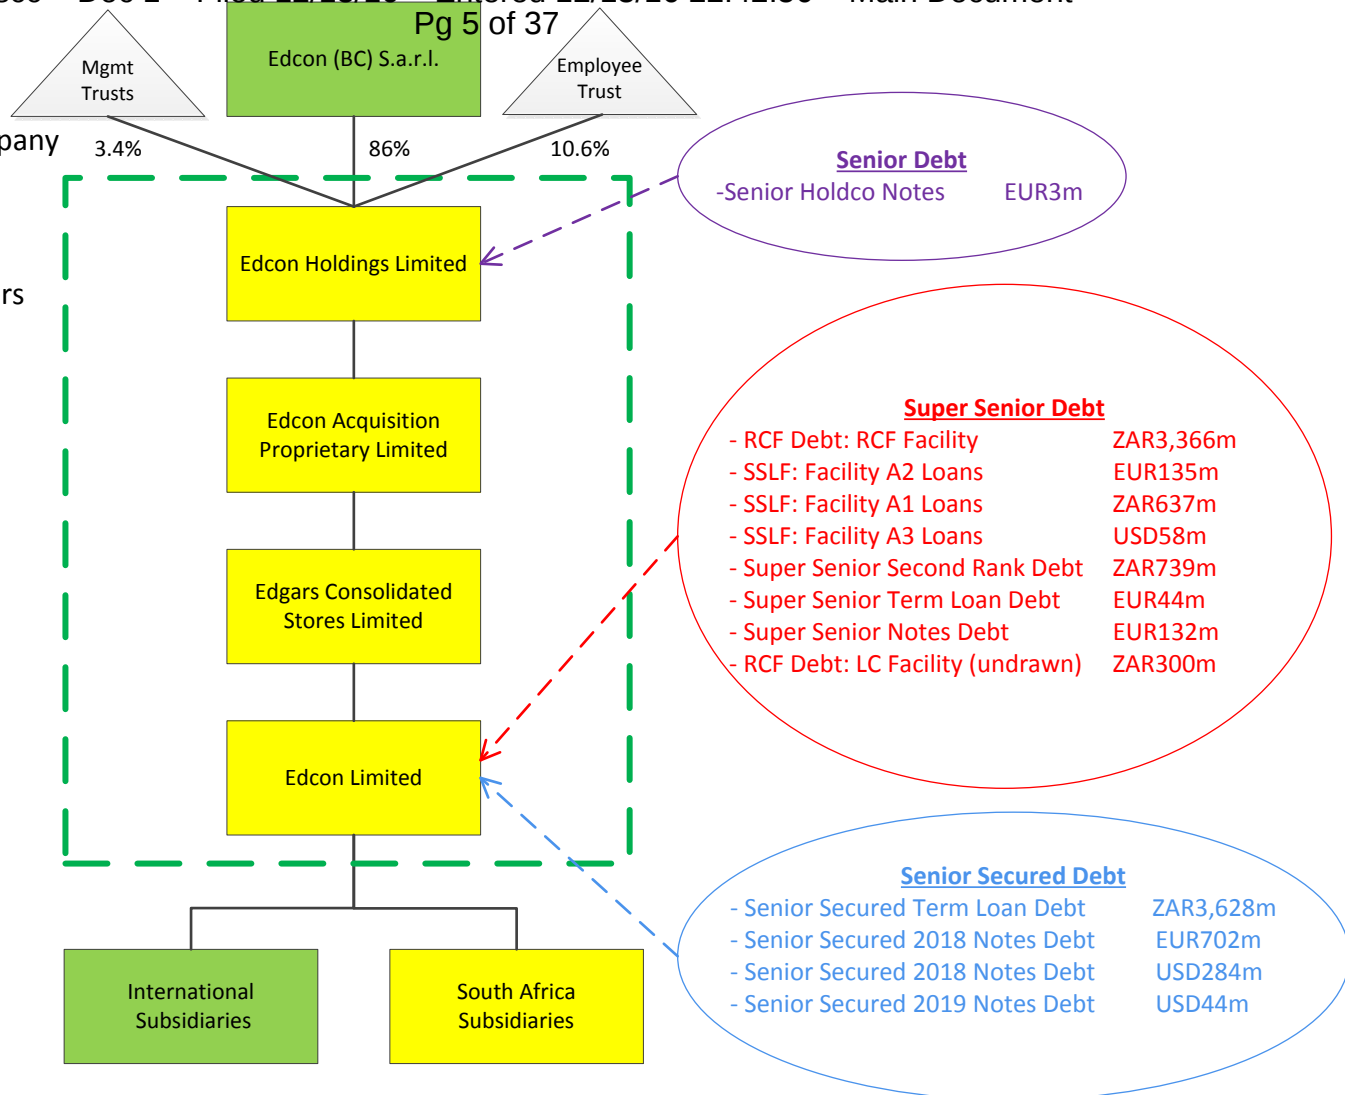 Pg 5 of 37
Mgmt
Trusts
Edcon (BC) S.a.r.l.
Employee
Trust
3.4%
86%
10.6%
Senior Debt
-Senior Holdco Notes EUR3m
Edcon Holdings Limited
rs
Edcon Acquisition
Proprietary Limited
Super Senior Debt
- RCF Debt: RCF Facility ZAR3,366m
- SSLF: Facility A2 Loans EUR135m
- SSLF: Facility A1 Loans ZAR637m
- SSLF: Facility A3 Loans USD58m
- Super Senior Second Rank Debt ZAR739m
- Super Senior Term Loan Debt EUR44m
- Super Senior Notes Debt EUR132m
- RCF Debt: LC Facility (undrawn) ZAR300m
Edgars Consolidated
Stores Limited
Edcon Limited
Senior Secured Debt
- Senior Secured Term Loan Debt ZAR3,628m
- Senior Secured 2018 Notes Debt EUR702m
- Senior Secured 2018 Notes Debt USD284m
- Senior Secured 2019 Notes Debt USD44m
International
Subsidiaries
South Africa
Subsidiaries